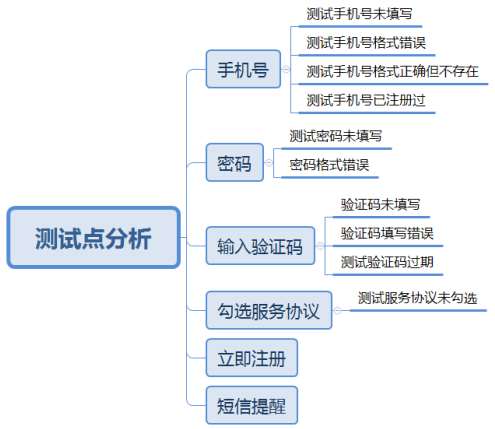 测试点分析
手机号
测试手机号未填写
测试手机号格式错误
测试手机号格式正确但不存在
测试手机号已注册过
密码
测试密码未填写
密码格式错误
输入验证码
验证码未填写
验证码填写错误
测试验证码过期
勾选服务协议
测试服务协议未勾选
立即注册
短信提醒